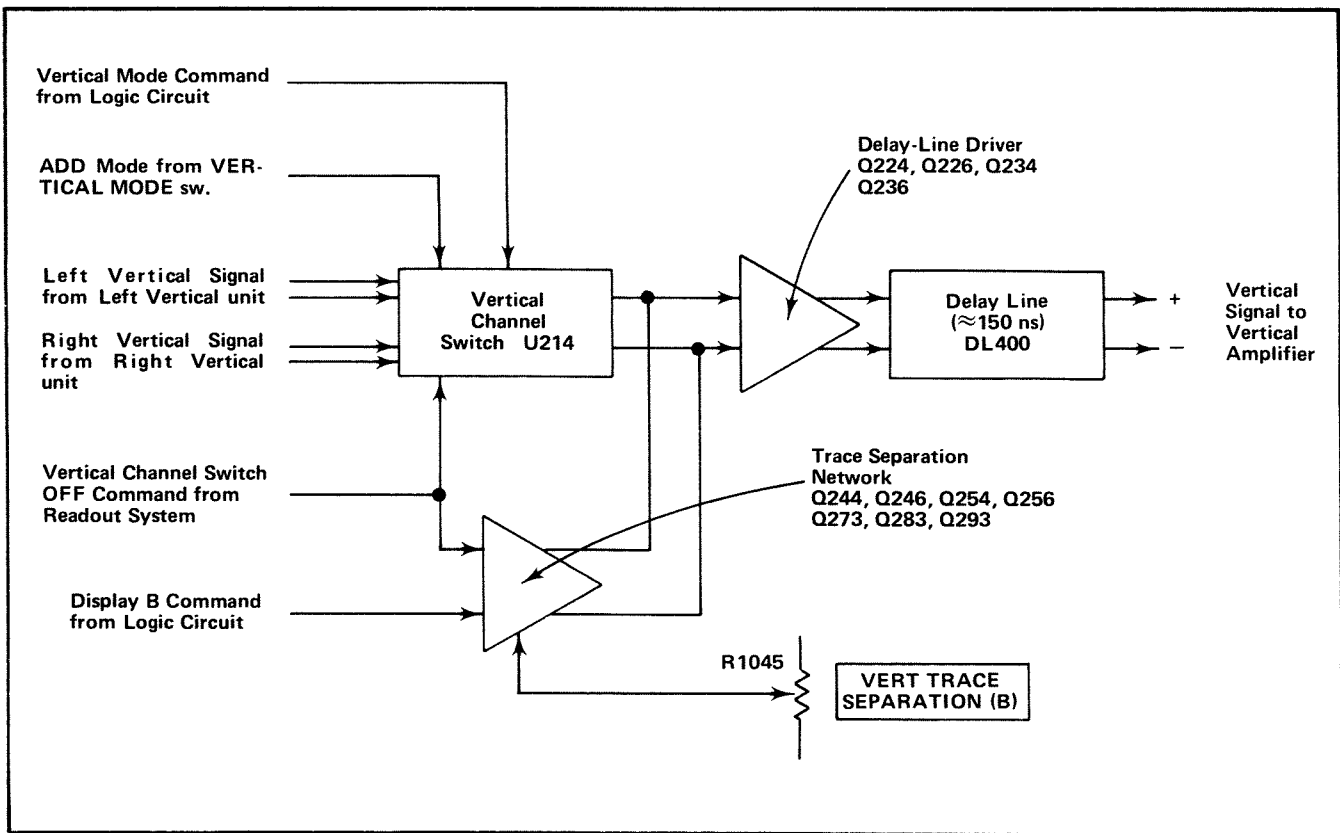 Vertical Mode Command
from Logic Circuit
ADD Mode from VER-
TICAL MODE sw.
Left Vertical Signal
from Left Vertical unit
Right Vertical Signal
from Right Vertical
unit
Vertical Channel Switch
OFF Command from
Readout System
Display B Command
from Logic Circuit
Vertical
Channel
Switch U214
Delay-Line Driver
Q224, Q226, Q234
Q236
Delay Line
(≈150 ns)
DL400
+
−
Vertical
Signal to
Vertical
Amplifier
Trace Separation
Network
Q244, Q246, Q254, Q256
Q273, Q283, Q293
R1045
VERT TRACE
SEPARATION (B)